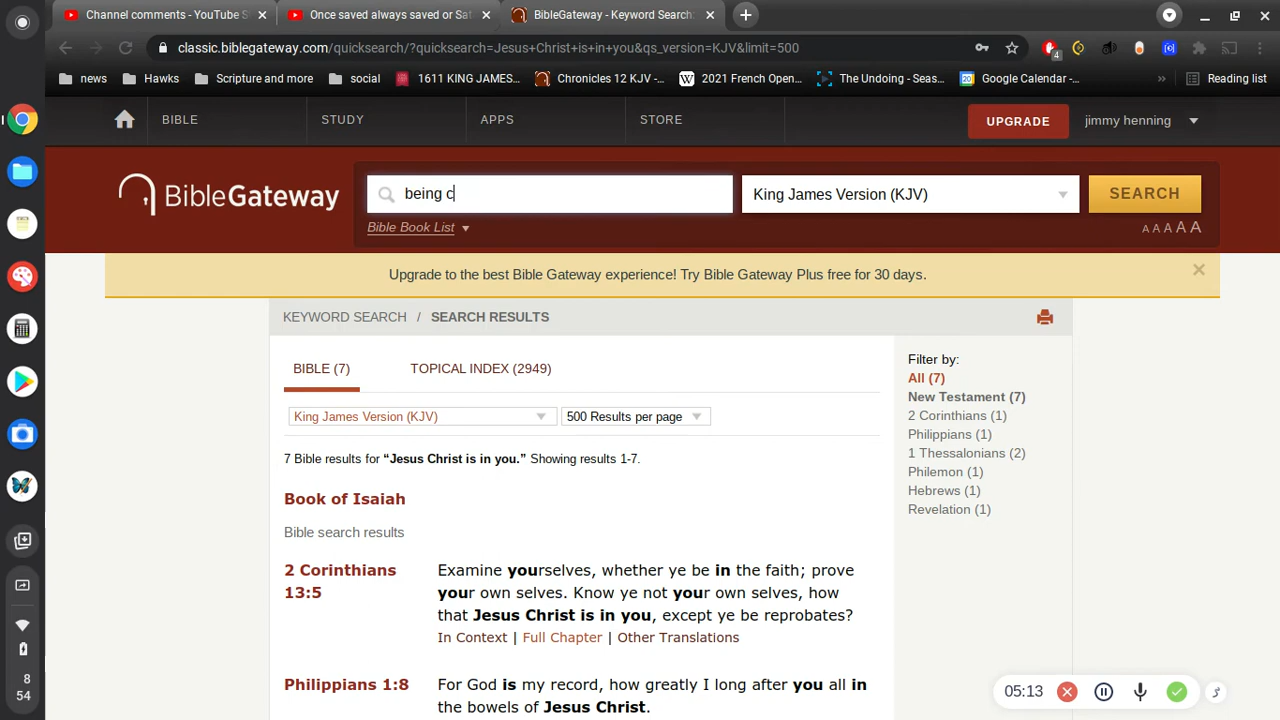 Channel comments - YouTube S
Once saved always saved or Sat
BibleGateway - Keyword Search:
classic.biblegateway.com/quicksearch/?quicksearch=Jesus+Christ+is+in+you&qs_version=KJV&limit=500
4
news
Hawks
Scripture and more
social
1611 KING JAMES...
Chronicles 12 KJV -...
2021 French Open...
The Undoing - Seas...
20
Google Calendar -...
»
Reading list
BIBLE
STUDY
APPS
STORE
UPGRADE
jimmy henning
BibleGateway
being c
King James Version (KJV)
SEARCH
Bible Book List
A A A A A
Upgrade to the best Bible Gateway experience! Try Bible Gateway Plus free for 30 days.
KEYWORD SEARCH / SEARCH RESULTS
BIBLE (7)
TOPICAL INDEX (2949)
King James Version (KJV)
500 Results per page
7 Bible results for “Jesus Christ is in you.” Showing results 1-7.
Book of Isaiah
Bible search results
2 Corinthians 13:5
Examine yourselves, whether ye be in the faith; prove
your own selves. Know ye not your own selves, how
that Jesus Christ is in you, except ye be reprobates?
In Context | Full Chapter | Other Translations
Philippians 1:8
For God is my record, how greatly I long after you all in
the bowels of Jesus Christ.
Filter by:
All (7)
New Testament (7)
2 Corinthians (1)
Philippians (1)
1 Thessalonians (2)
Philemon (1)
Hebrews (1)
Revelation (1)
8
54
05:13